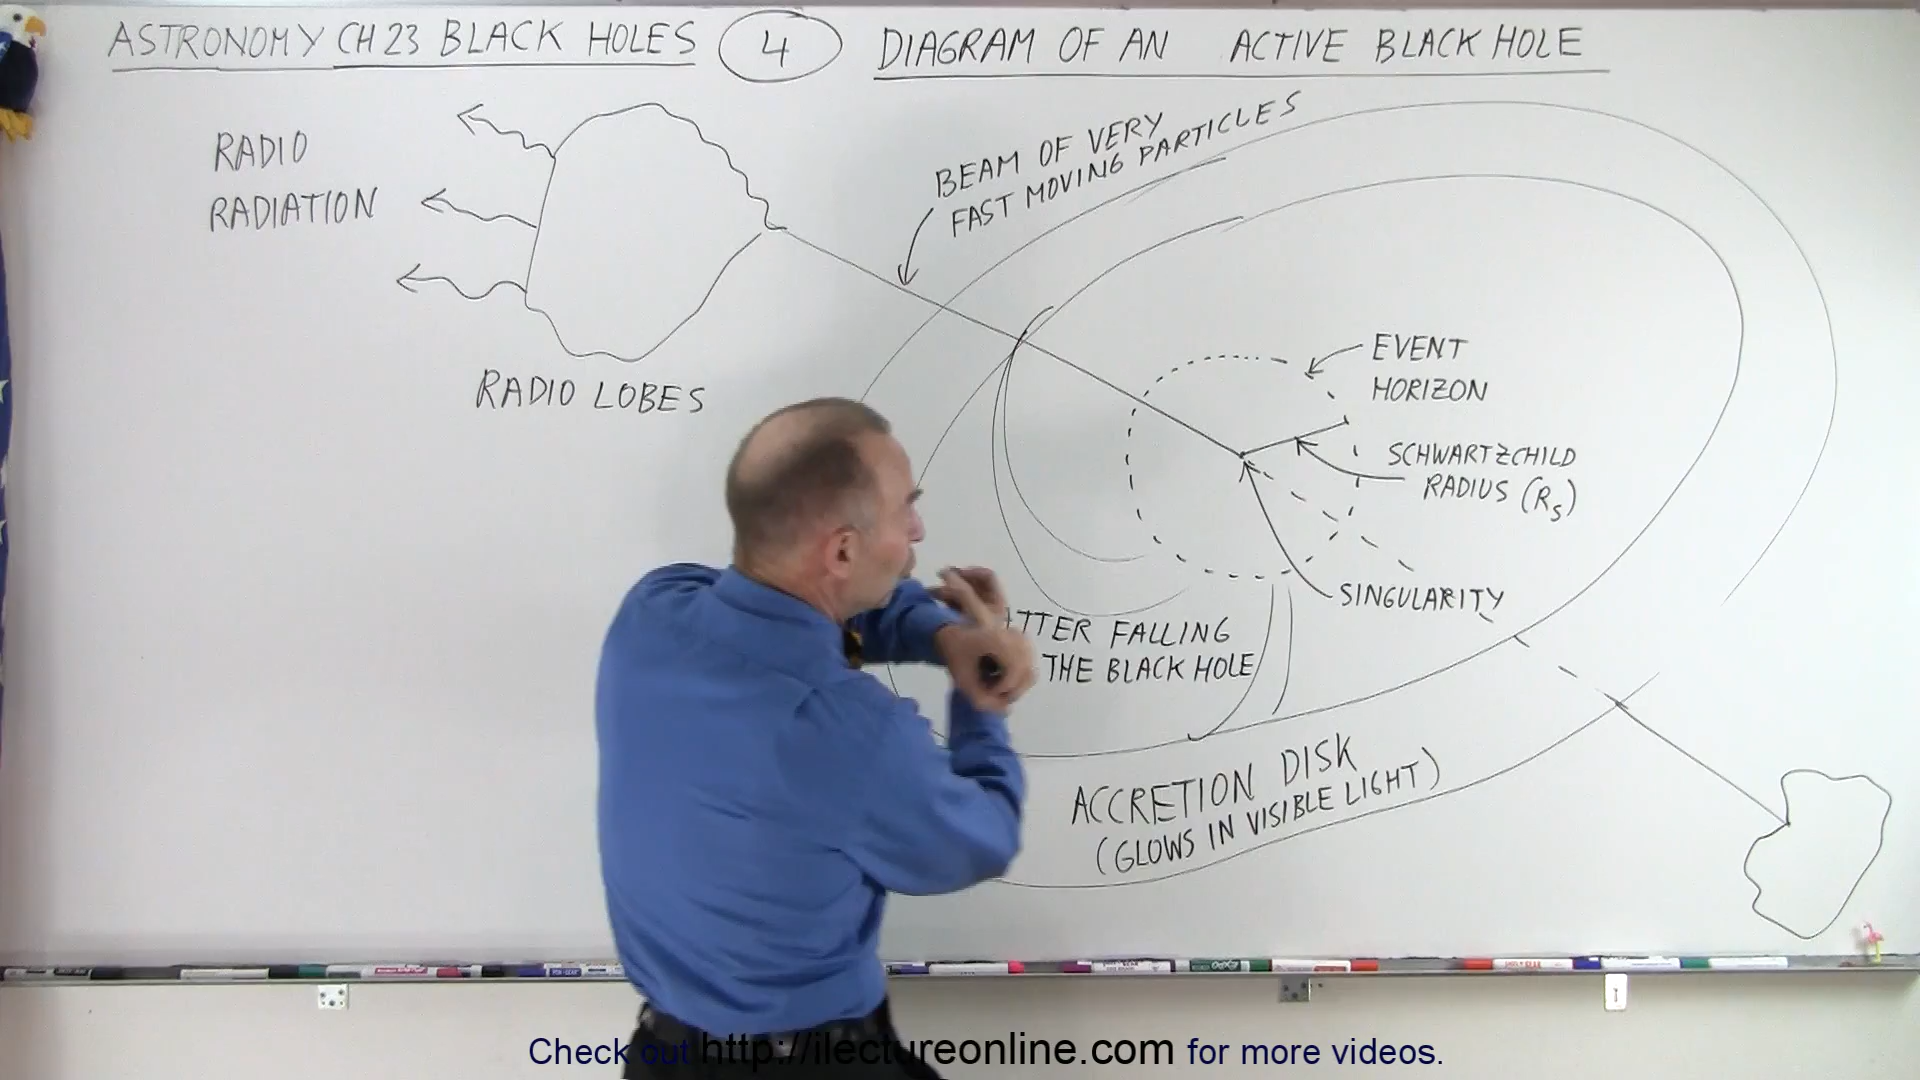 ASTRONOMY CH 23 BLACK HOLES 4 DIAGRAM OF AN ACTIVE BLACK HOLE
RADIO
RADIATION
RADIO LOBES
BEAM OF VERY
FAST MOVING PARTICLES
EVENT
HORIZON
SCHWARTZCHILD
RADIUS (Rs)
SINGULARITY
ATTER FALLING
THE BLACK HOLE
ACCRETION DISK
(GLOWS IN VISIBLE LIGHT)
Check out http://ilectureonline.com for more videos.